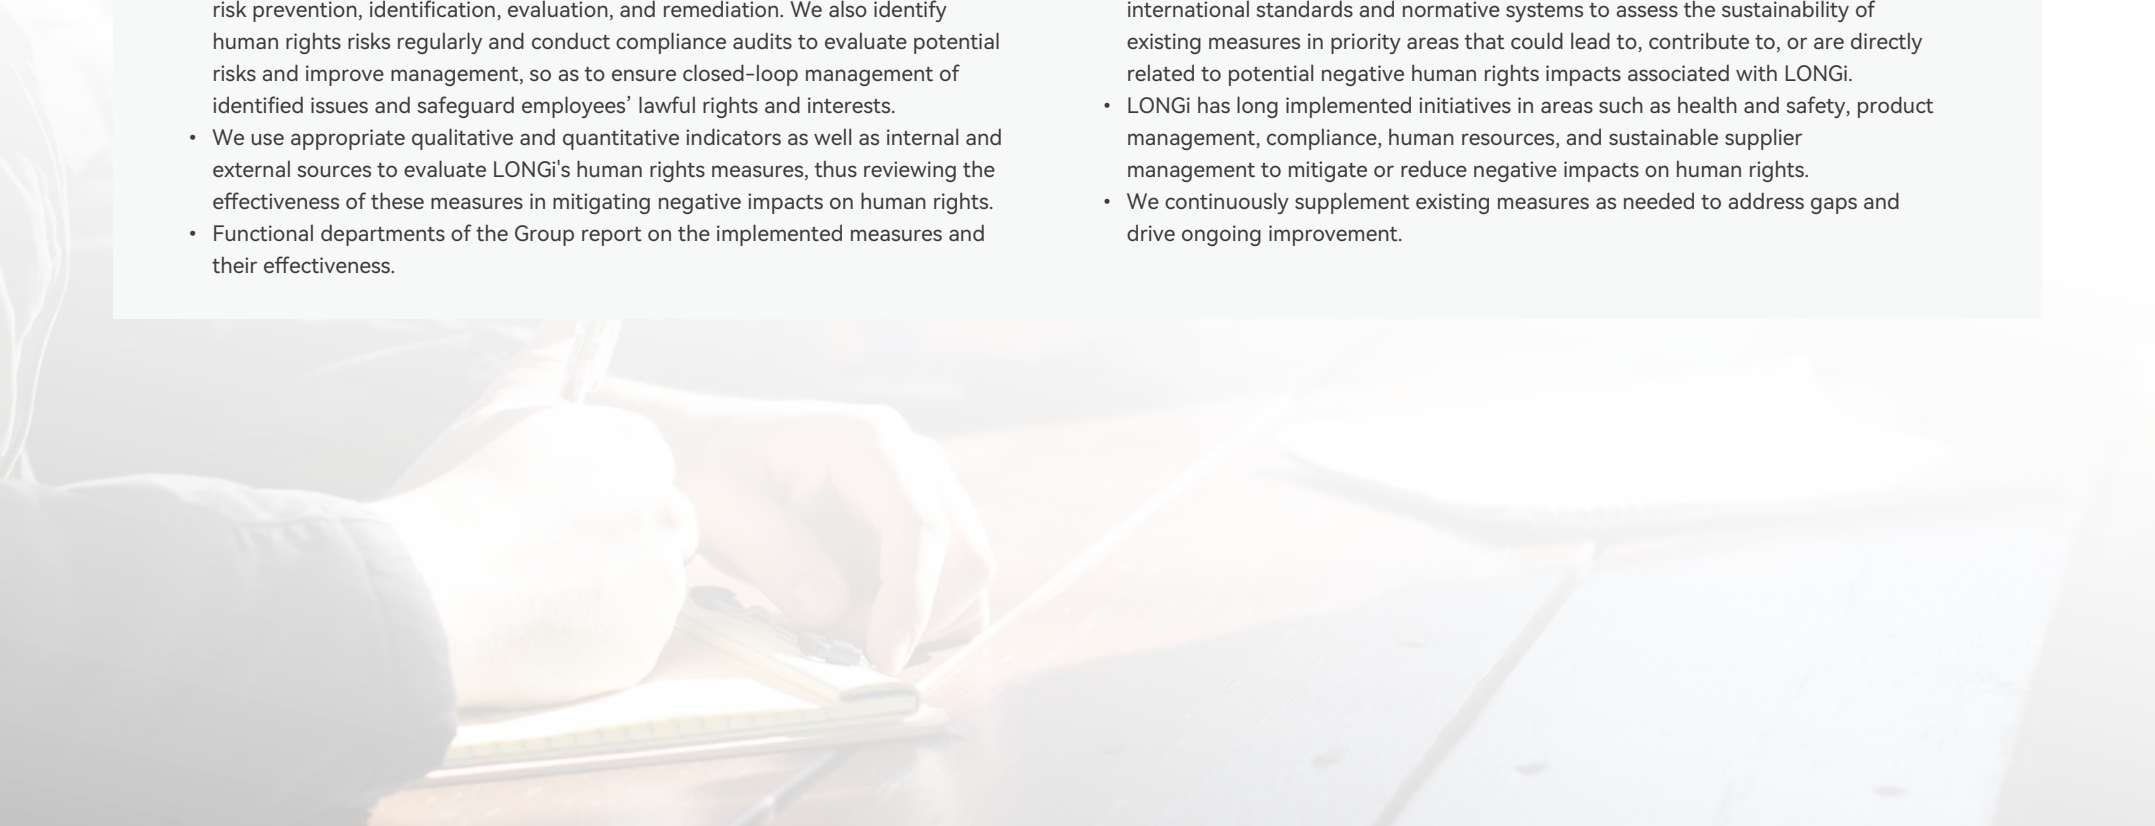 risk prevention, identification, evaluation, and remediation. We also identify
human rights risks regularly and conduct compliance audits to evaluate potential
risks and improve management, so as to ensure closed-loop management of
identified issues and safeguard employees’ lawful rights and interests.
• We use appropriate qualitative and quantitative indicators as well as internal and
external sources to evaluate LONGi's human rights measures, thus reviewing the
effectiveness of these measures in mitigating negative impacts on human rights.
• Functional departments of the Group report on the implemented measures and
their effectiveness.
international standards and normative systems to assess the sustainability of
existing measures in priority areas that could lead to, contribute to, or are directly
related to potential negative human rights impacts associated with LONGi.
• LONGi has long implemented initiatives in areas such as health and safety, product
management, compliance, human resources, and sustainable supplier
management to mitigate or reduce negative impacts on human rights.
• We continuously supplement existing measures as needed to address gaps and
drive ongoing improvement.